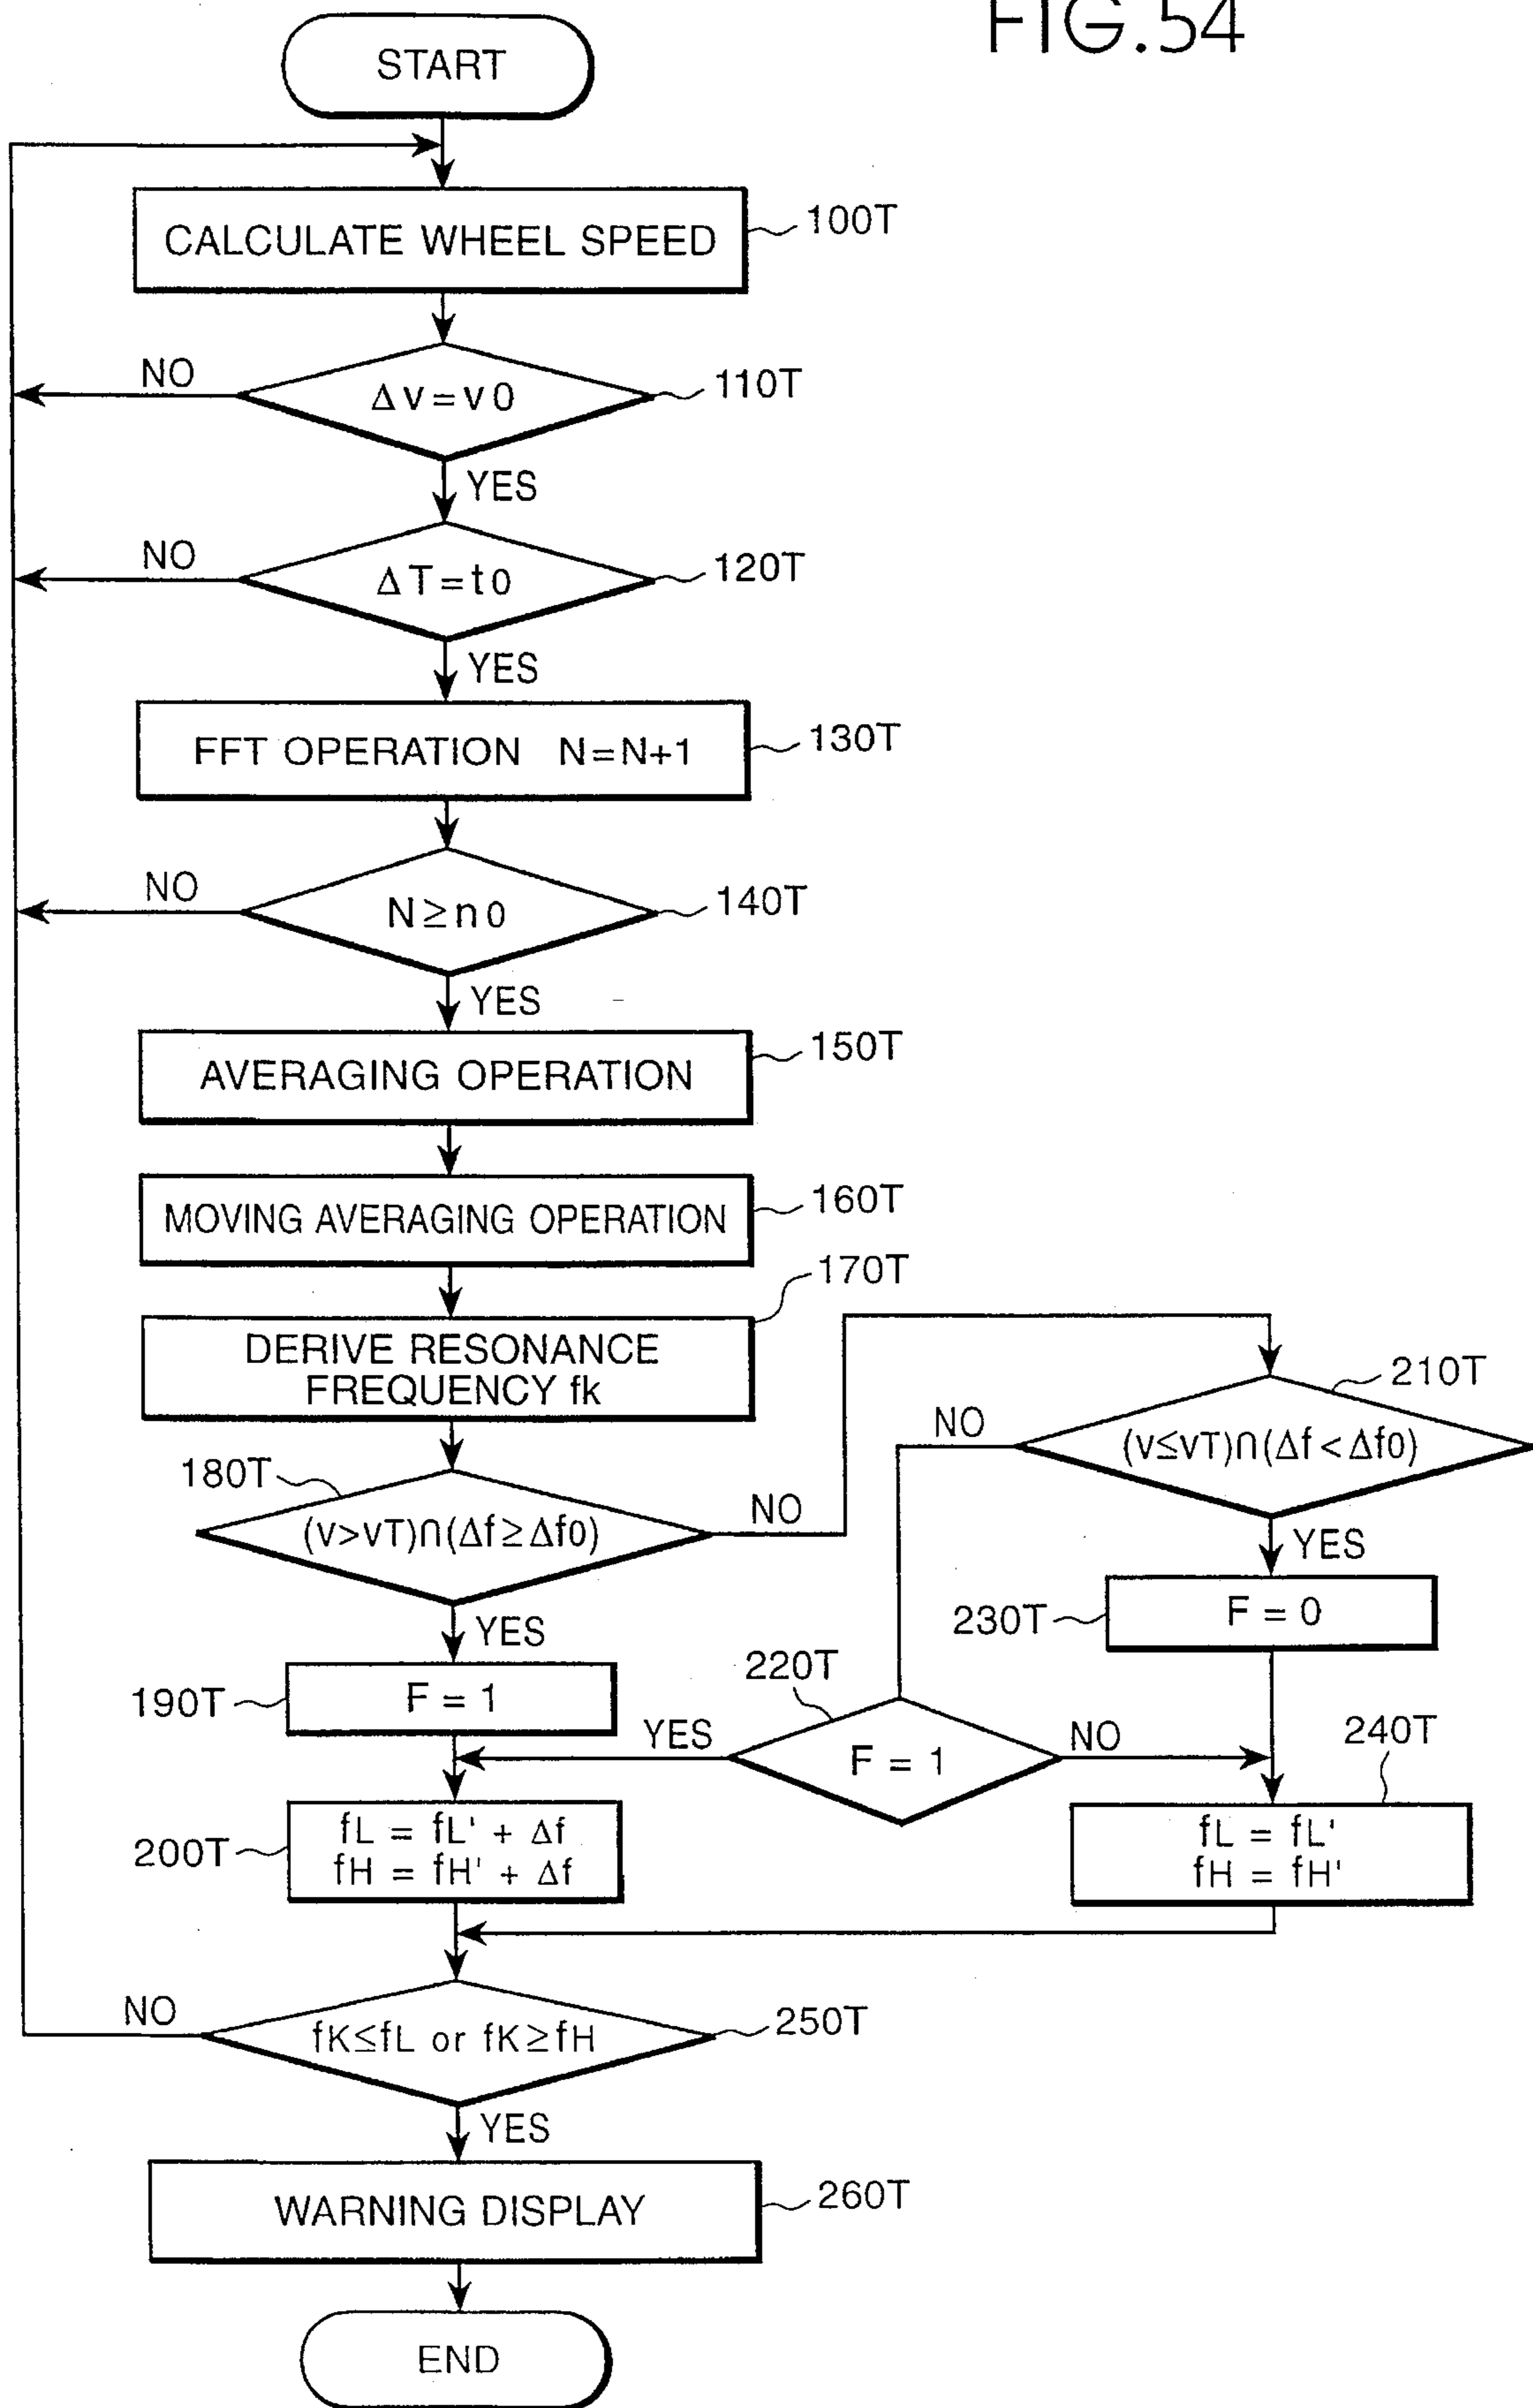 FIG.54
START
CALCULATE WHEEL SPEED
100T
Δv=v0
110T
NO
YES
ΔT=t0
120T
NO
YES
FFT OPERATION N=N+1
130T
N≥n0
140T
NO
YES
AVERAGING OPERATION
150T
MOVING AVERAGING OPERATION
160T
DERIVE RESONANCE
FREQUENCY fk
170T
180T
(v>vT)∩(Δf≥Δf0)
NO
YES
210T
(v≤vT)∩(Δf<Δf0)
NO
YES
230T
F = 0
190T
F = 1
220T
F = 1
YES
NO
240T
fL = fL'
fH = fH'
200T
fL = fL' + Δf
fH = fH' + Δf
fK≤fL or fK≥fH
250T
NO
YES
WARNING DISPLAY
260T
END